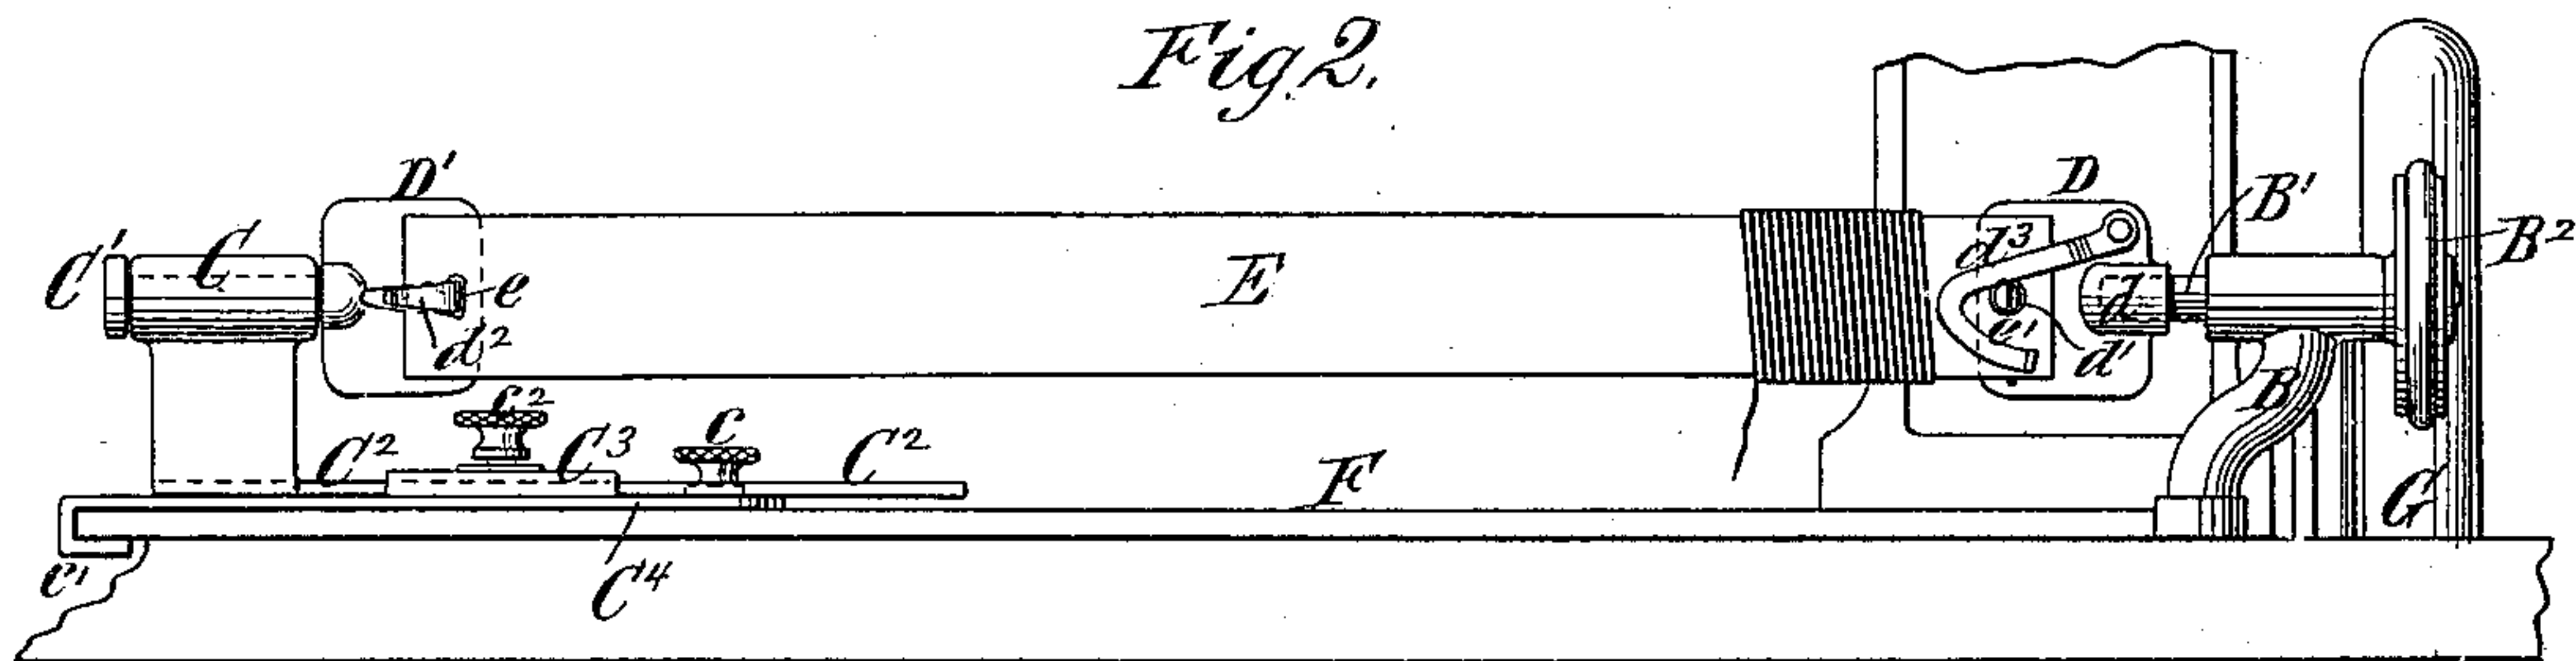 Fig. 2.
D'
D
B'
B²
C'
C
e
d²
E
d³
e'
d'
d
B
c²
c
C²
C³
C²
F
G
c'
C⁴